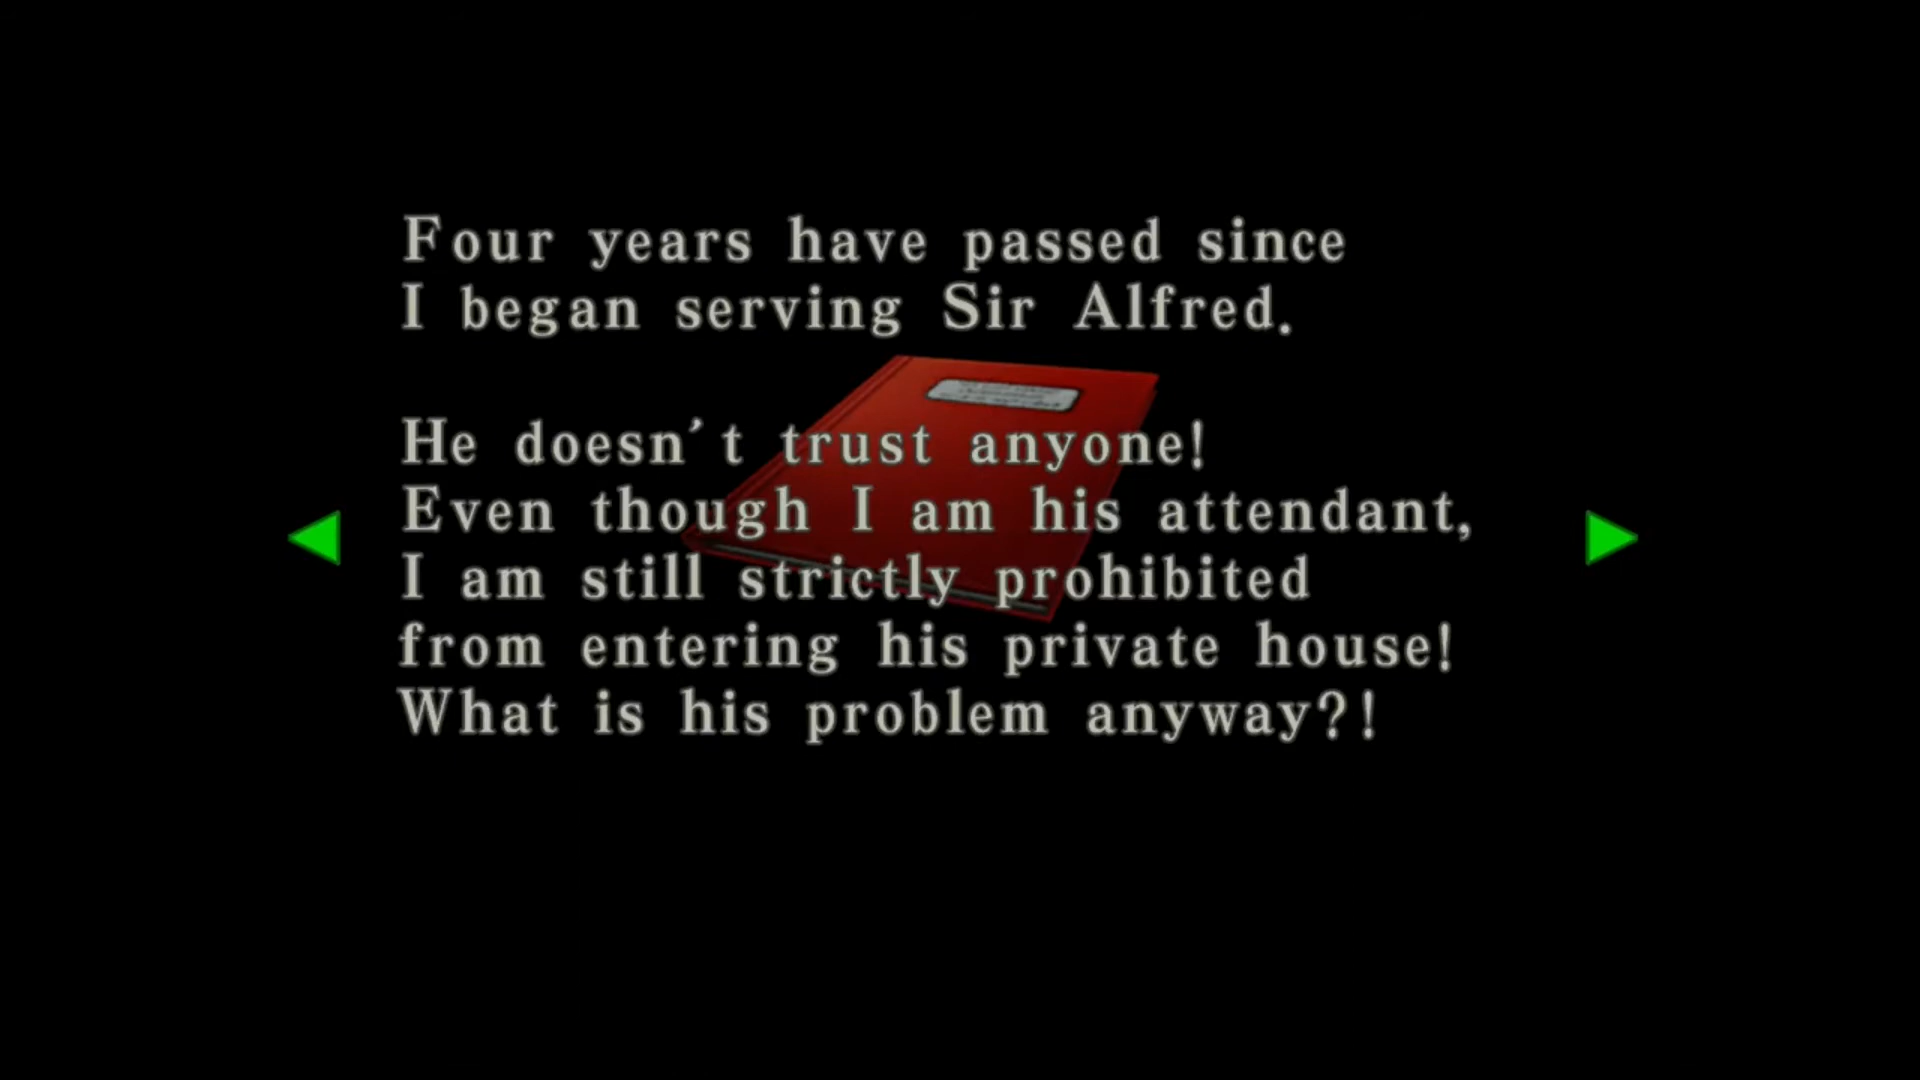 Four years have passed since
I began serving Sir Alfred.
He doesn't trust anyone!
Even though I am his attendant,
I am still strictly prohibited
from entering his private house!
What is his problem anyway?!